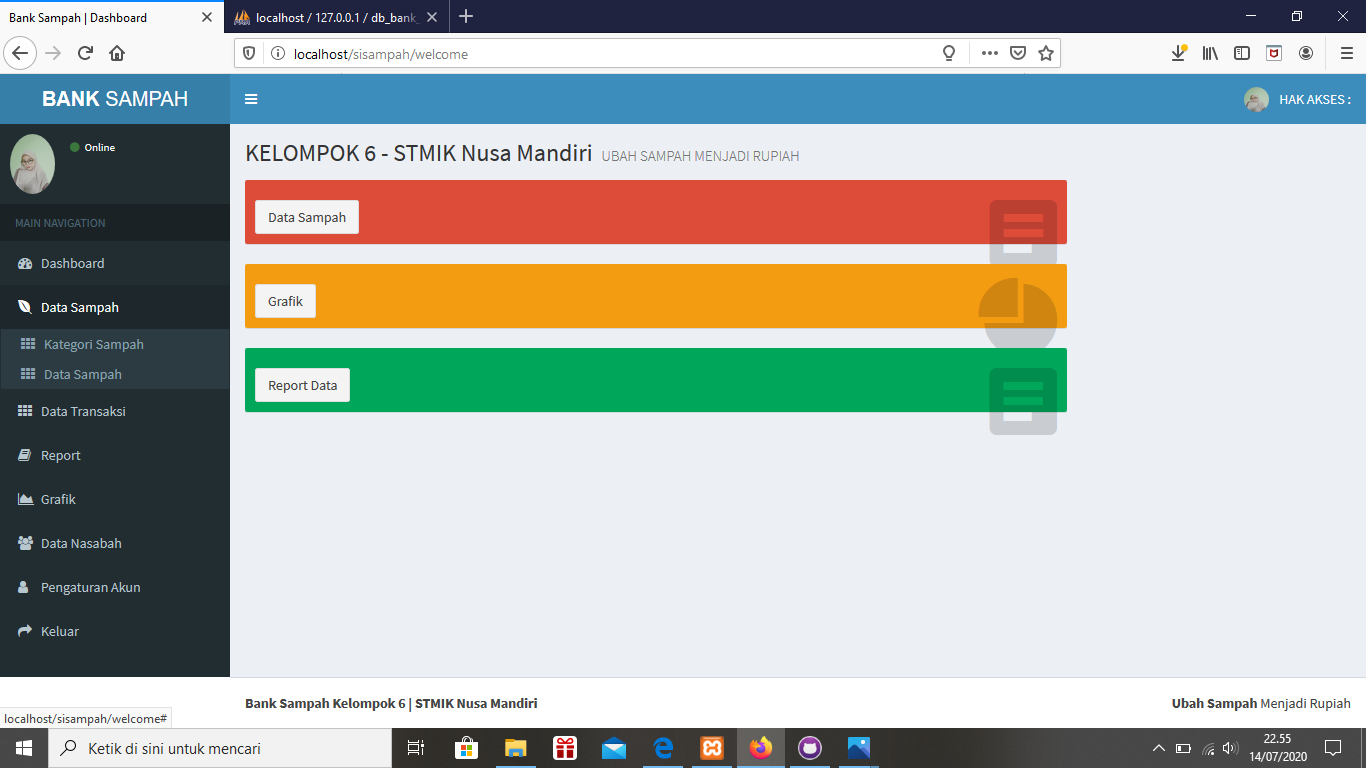 Bank Sampah | Dashboard
localhost / 127.0.0.1 / db_bank_
localhost/sisampah/welcome
BANK SAMPAH
HAK AKSES :
Online
KELOMPOK 6 - STMIK Nusa Mandiri UBAH SAMPAH MENJADI RUPIAH
MAIN NAVIGATION
Dashboard
Data Sampah
Kategori Sampah
Data Sampah
Data Transaksi
Report
Grafik
Data Nasabah
Pengaturan Akun
Keluar
Data Sampah
Grafik
Report Data
Bank Sampah Kelompok 6 | STMIK Nusa Mandiri
Ubah Sampah Menjadi Rupiah
localhost/sisampah/welcome#
Ketik di sini untuk mencari
22.55
14/07/2020